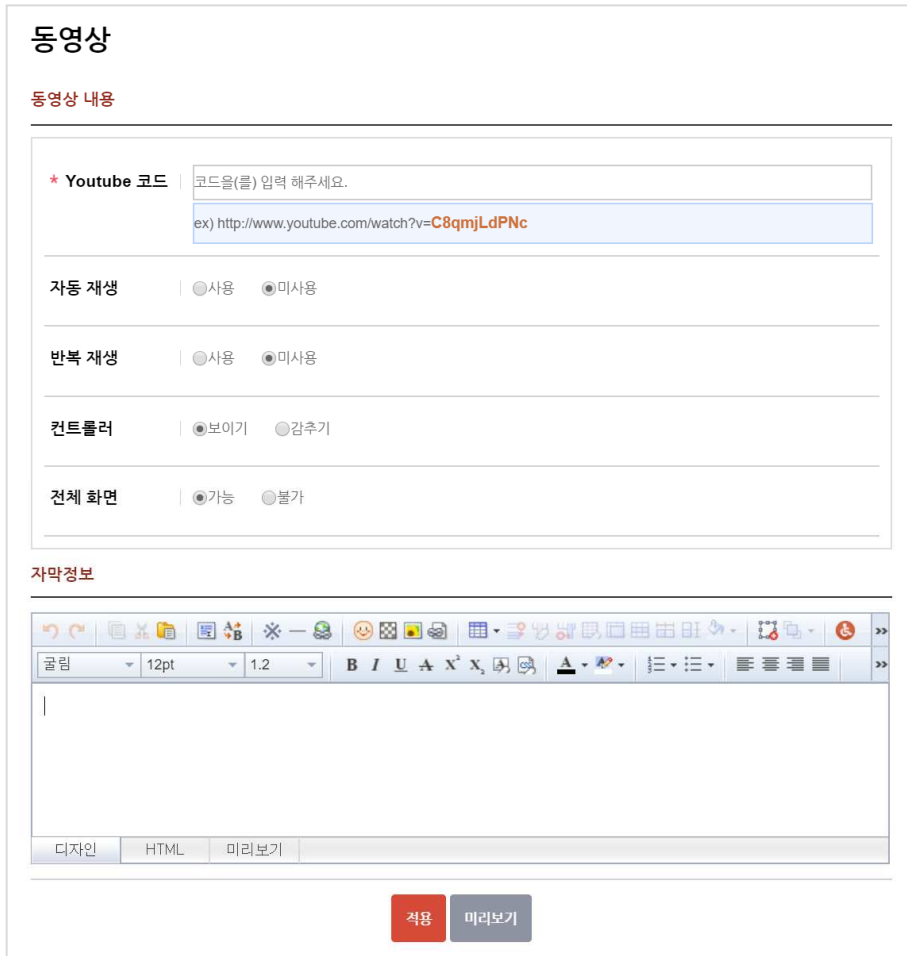 동영상
동영상 내용
* Youtube 코드
코드을(를) 입력 해주세요.
ex) http://www.youtube.com/watch?v=C8qmjLdPNc
자동 재생 사용 미사용
반복 재생 사용 미사용
컨트롤러 보이기 감추기
전체 화면 가능 불가
자막정보
굴림 12pt 1.2 B I U A X² X, A
디자인 HTML 미리보기
적용 미리보기